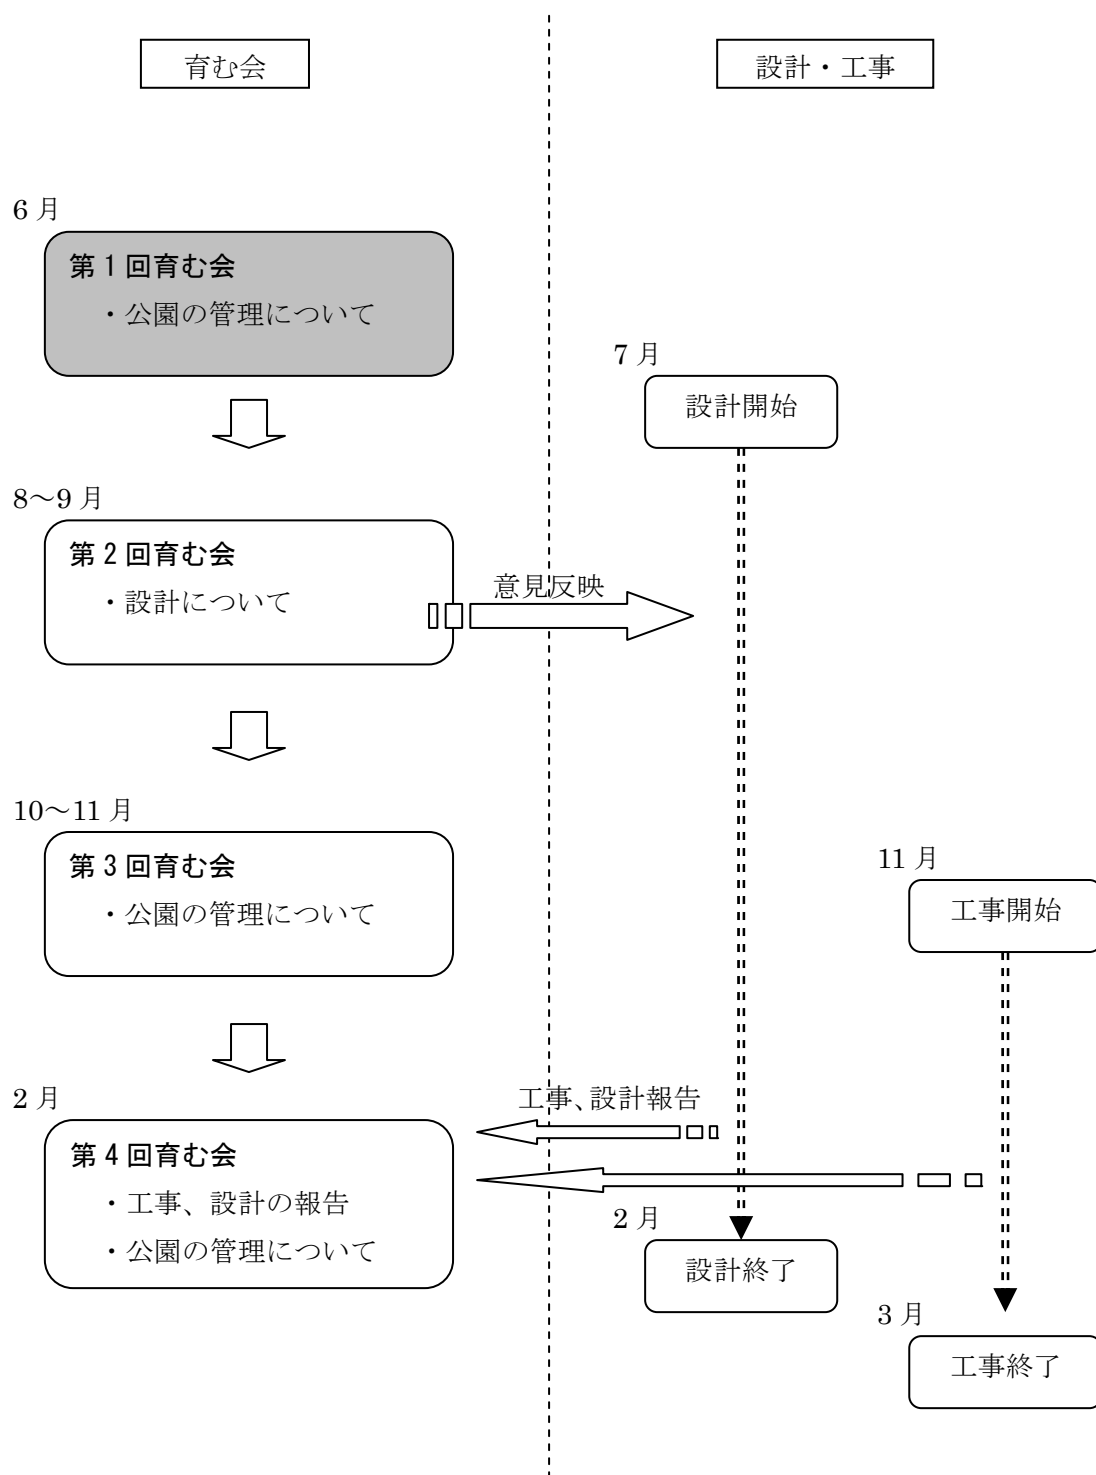 育む会
設計・工事
6 月
第 1 回育む会
・公園の管理について
7 月
設計開始
8～9 月
第 2 回育む会
・設計について
意見反映
10～11 月
第 3 回育む会
・公園の管理について
11 月
工事開始
2 月
工事、設計報告
第 4 回育む会
・工事、設計の報告
・公園の管理について
2 月
設計終了
3 月
工事終了